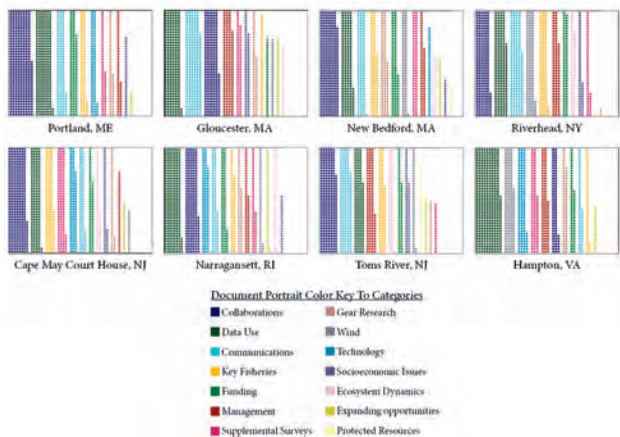 Portland, ME
Gloucester, MA
New Bedford, MA
Riverhead, NY
Cape May Court House, NJ
Narragansett, RI
Toms River, NJ
Hampton, VA
Document Portrait Color Key To Categories
Collaborations
Gear Research
Data Use
Wind
Communications
Technology
Key Fisheries
Socioeconomic Issues
Funding
Ecosystem Dynamics
Management
Expanding opportunities
Supplemental Surveys
Protected Resources